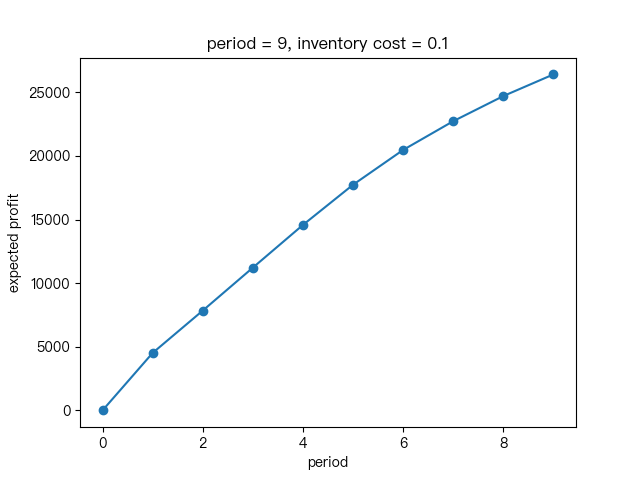 period = 9, inventory cost = 0.1
25000
20000
15000
10000
5000
0
expected profit
0 2 4 6 8
period